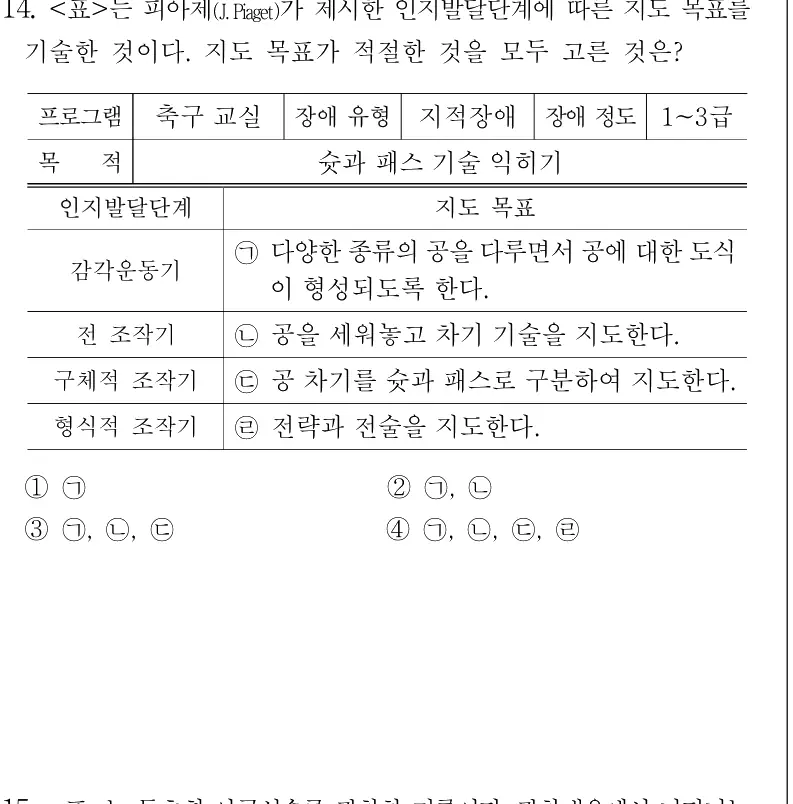 14. <표>는 피아제(J. Piaget)가 제시한 인지발달단계에 따른 지도 목표를
기술한 것이다. 지도 목표가 적절한 것을 모두 고른 것은?
프로그램 축구 교실 장애 유형 지적장애 장애 정도 1~3급
목 적 슛과 패스 기술 익히기
인지발달단계 지도 목표
감각운동기 ㉠ 다양한 종류의 공을 다루면서 공에 대한 도식
이 형성되도록 한다.
전 조작기 ㉡ 공을 세워놓고 차기 기술을 지도한다.
구체적 조작기 ㉢ 공 차기를 슛과 패스로 구분하여 지도한다.
형식적 조작기 ㉣ 전략과 전술을 지도한다.
① ㉠ ② ㉠, ㉡
③ ㉠, ㉡, ㉢ ④ ㉠, ㉡, ㉢, ㉣